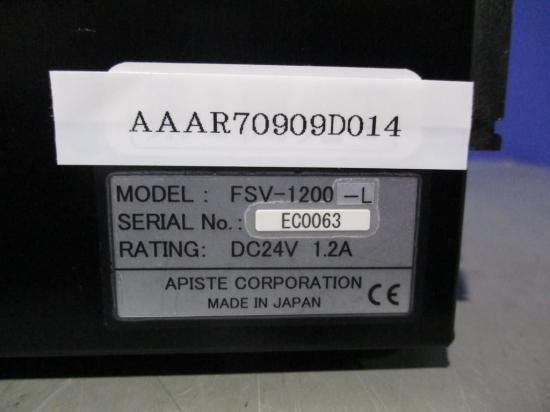 AAAR70909D014
MODEL : FSV-1200 -L
SERIAL No. : EC0063
RATING: DC24V 1.2A
APISTE CORPORATION
MADE IN JAPAN CE